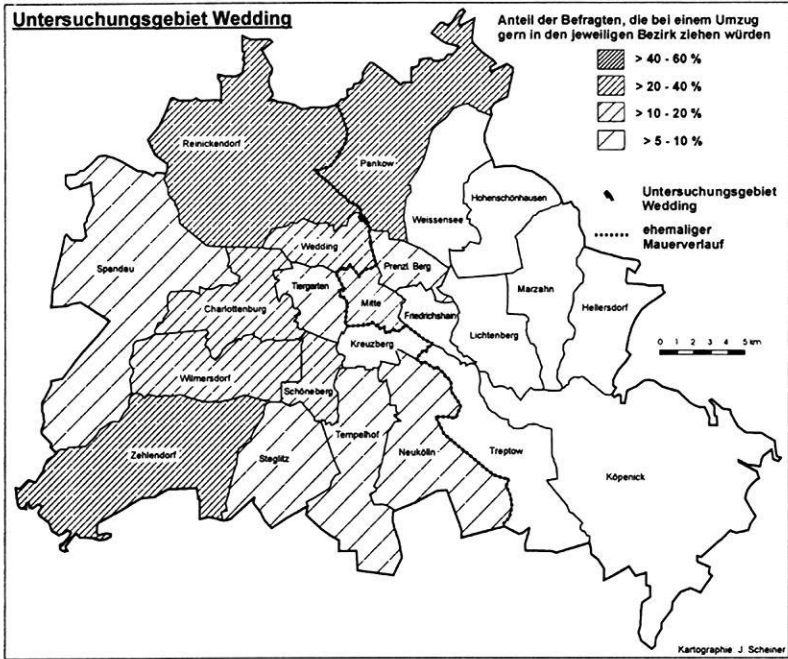 Untersuchungsgebiet Wedding
Anteil der Befragten, die bei einem Umzug
gern in den jeweiligen Bezirk ziehen würden
> 40 - 60 %
> 20 - 40 %
> 10 - 20 %
> 5 - 10 %
Untersuchungsgebiet
Wedding
ehemaliger
Mauerverlauf
0 1 2 3 4 5 km
Reinickendorf
Pankow
Weissensee
Hohenschönhausen
Wedding
Prenzl. Berg
Spandau
Tiergarten
Marzahn
Charlottenburg
Mitte
Friedrichshain
Hellersdorf
Lichtenberg
Kreuzberg
Wilmersdorf
Schöneberg
Zehlendorf
Steglitz
Tempelhof
Neukölln
Treptow
Köpenick
Kartographie: J. Scheiner